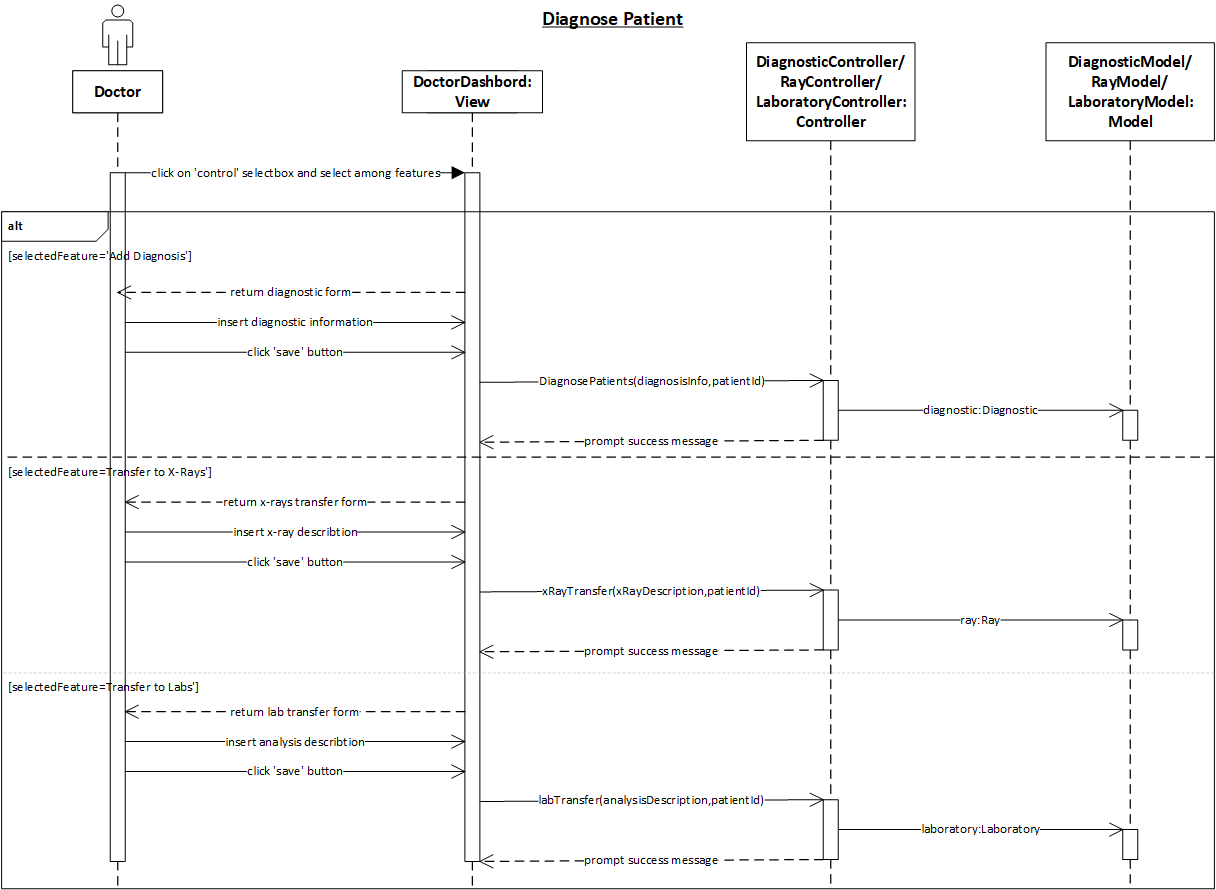 Diagnose Patient
Doctor
DoctorDashbord:
View
DiagnosticController/
RayController/
LaboratoryController:
Controller
DiagnosticModel/
RayModel/
LaboratoryModel:
Model
click on 'control' selectbox and select among features
alt
[selectedFeature='Add Diagnosis']
return diagnostic form
insert diagnostic information
click 'save' button
DiagnosePatients(diagnosisInfo,patientId)
diagnostic:Diagnostic
prompt success message
[selectedFeature=Transfer to X-Rays']
return x-rays transfer form
insert x-ray describtion
click 'save' button
xRayTransfer(xRayDescription,patientId)
ray:Ray
prompt success message
[selectedFeature=Transfer to Labs']
return lab transfer form
insert analysis describtion
click 'save' button
labTransfer(analysisDescription,patientId)
laboratory:Laboratory
prompt success message